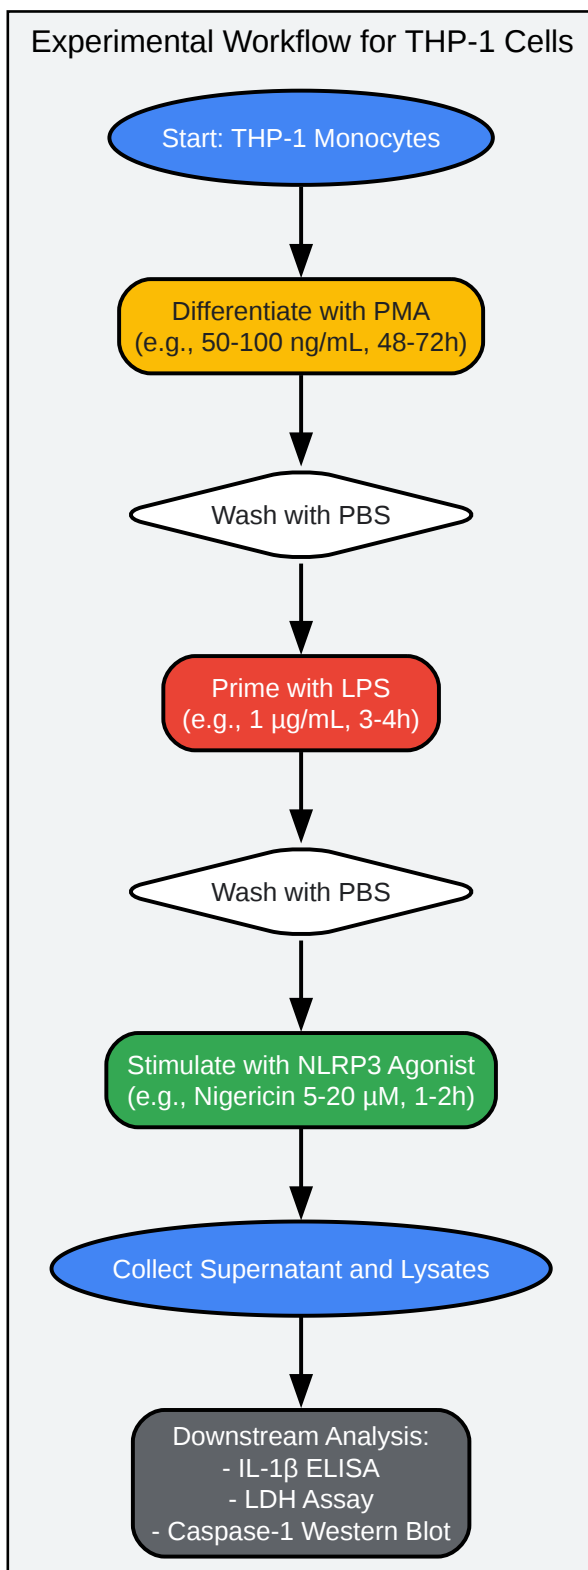 Experimental Workflow for THP-1 Cells
Start: THP-1 Monocytes
Differentiate with PMA
(e.g., 50-100 ng/mL, 48-72h)
Wash with PBS
Prime with LPS
(e.g., 1 µg/mL, 3-4h)
Wash with PBS
Stimulate with NLRP3 Agonist
(e.g., Nigericin 5-20 µM, 1-2h)
Collect Supernatant and Lysates
Downstream Analysis:
- IL-1β ELISA
- LDH Assay
- Caspase-1 Western Blot